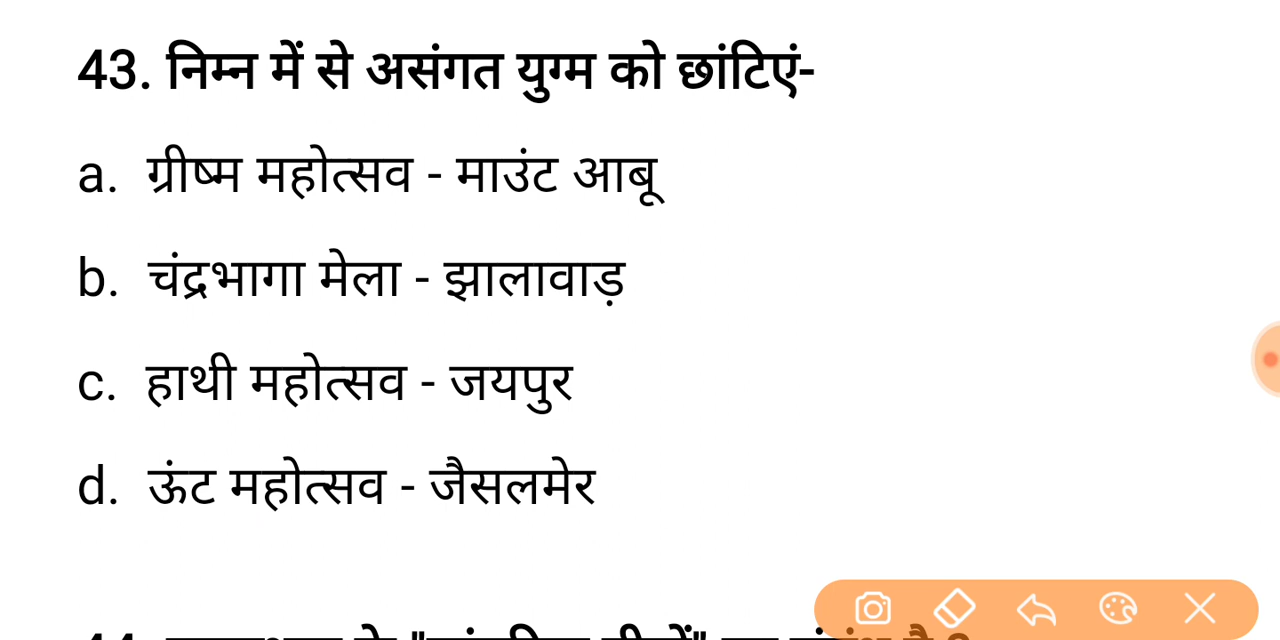 43. निम्न में से असंगत युग्म को छांटिएं-
a. ग्रीष्म महोत्सव - माउंट आबू
b. चंद्रभागा मेला - झालावाड़
c. हाथी महोत्सव - जयपुर
d. ऊंट महोत्सव - जैसलमेर